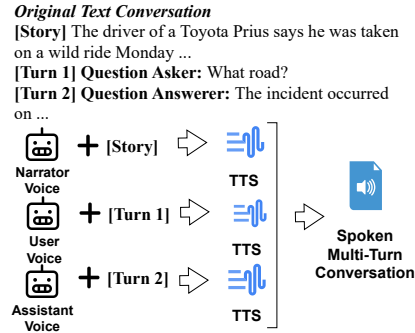 Original Text Conversation
[Story] The driver of a Toyota Prius says he was taken
on a wild ride Monday ...
[Turn 1] Question Asker: What road?
[Turn 2] Question Answerer: The incident occurred
on ...
+ [Story]
Narrator
Voice
TTS
+ [Turn 1]
User
Voice
TTS
+ [Turn 2]
Assistant
Voice
TTS
Spoken
Multi-Turn
Conversation